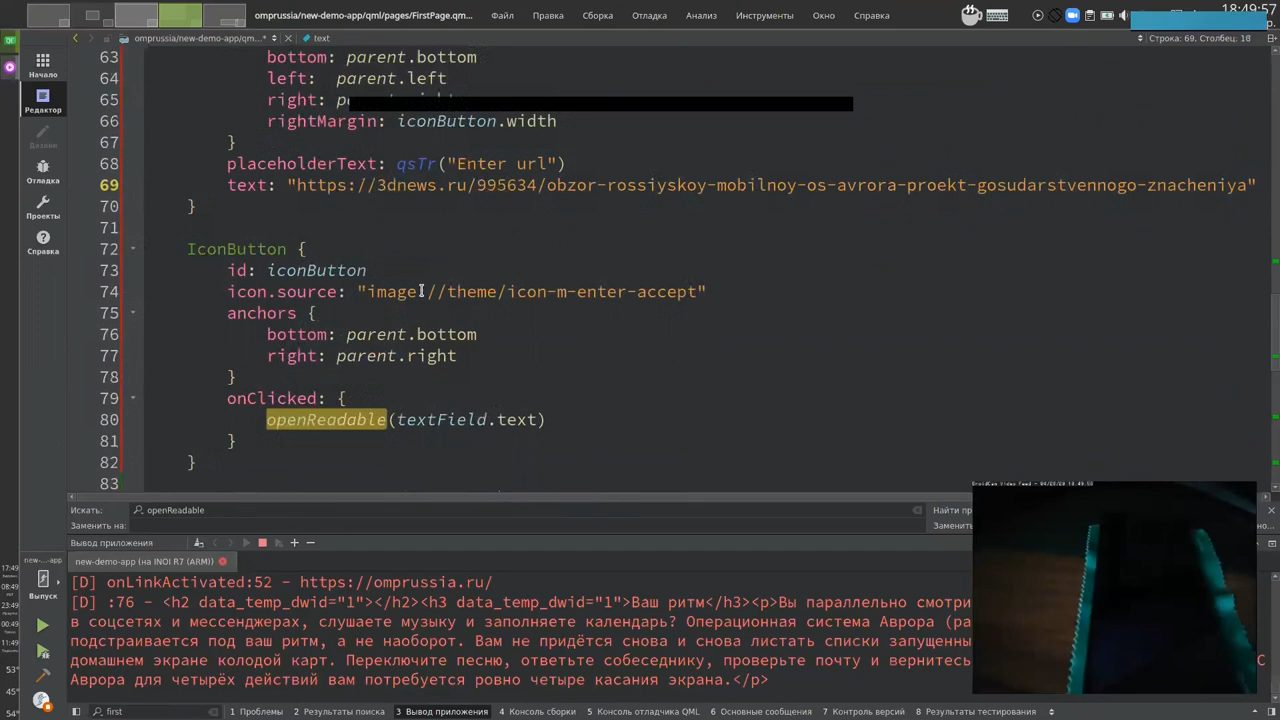 omprussia/new-demo-app/qml/pages/FirstPage.qm... Файл Правка Сборка Отладка Анализ Инструменты Окно Справка 18:49:57
omprussia/new-demo-app/qm...* text Строка: 69, Столбец: 18
Начало
Редактор
Дизайн
Отладка
Проекты
Справка
63 bottom: parent.bottom
64 left: parent.left
65 right:
66 rightMargin: iconButton.width
67 }
68 placeholderText: qsTr("Enter url")
69 text: "https://3dnews.ru/995634/obzor-rossiyskoy-mobilnoy-os-avrora-proekt-gosudarstvennogo-znacheniya"
70 }
71
72 IconButton {
73 id: iconButton
74 icon.source: "image://theme/icon-m-enter-accept"
75 anchors {
76 bottom: parent.bottom
77 right: parent.right
78 }
79 onClicked: {
80 openReadable(textField.text)
81 }
82 }
83
Искать: openReadable Найти пр
Заменить на: Заменить
Вывод приложения
new-demo-app (на INOI R7 (ARM))
[D] onLinkActivated:52 - https://omprussia.ru/
[D] :76 - <h2 data_temp_dwid="1"></h2><h3 data_temp_dwid="1">Ваш ритм</h3><p>Вы параллельно смотри
в соцсетях и мессенджерах, слушаете музыку и заполняете календарь? Операционная система Аврора (ра
подстраивается под ваш ритм, а не наоборот. Вам не придётся снова и снова листать списки запущенны
домашнем экране колодой карт. Переключите песню, ответьте собеседнику, проверьте почту и вернитесь
Аврора для четырёх действий вам потребуется ровно четыре касания экрана.</p>
new-...-app
Выпуск
first 1 Проблемы 2 Результаты поиска 3 Вывод приложения 4 Консоль сборки 5 Консоль отладчика QML 6 Основные сообщения 7 Контроль версий 8 Результаты тестирования